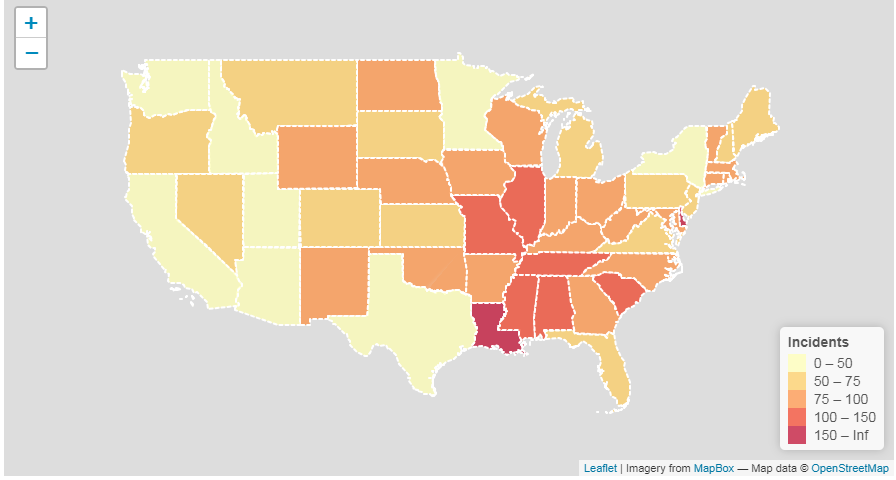 +
−
Incidents
0 – 50
50 – 75
75 – 100
100 – 150
150 – Inf
Leaflet | Imagery from MapBox — Map data © OpenStreetMap